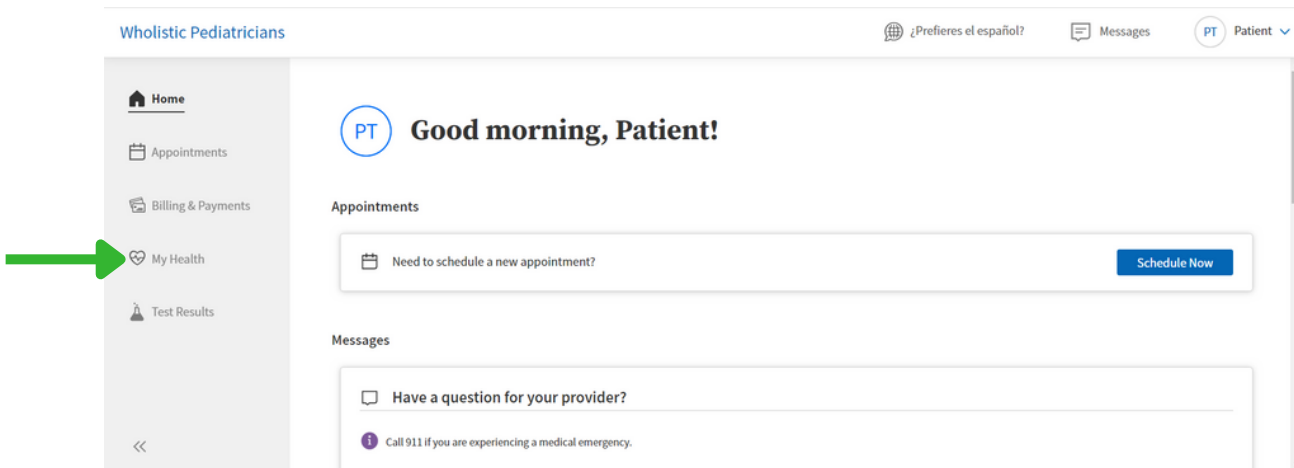 Wholistic Pediatricians
¿Prefieres el español?
Messages
PT
Patient
Home
Appointments
Billing & Payments
My Health
Test Results
PT
Good morning, Patient!
Appointments
Need to schedule a new appointment?
Schedule Now
Messages
Have a question for your provider?
i
Call 911 if you are experiencing a medical emergency.